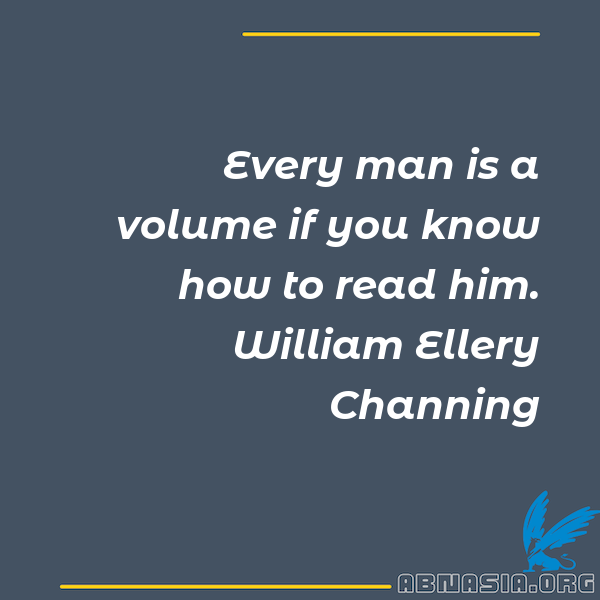 Every man is a
volume if you know
how to read him.
William Ellery
Channing
ABNASIA.ORG